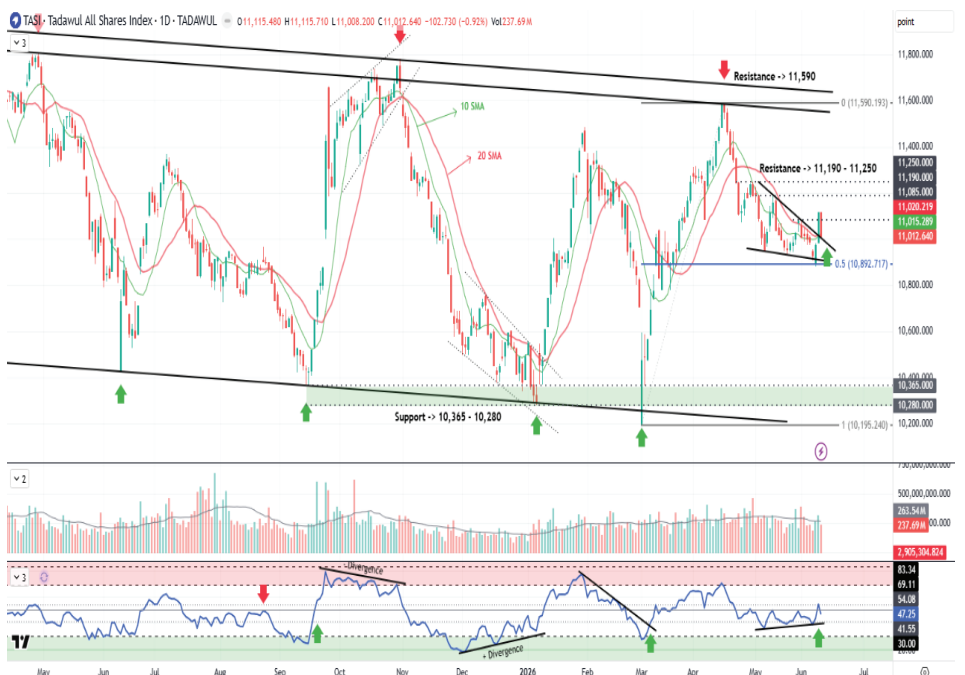 TASI · Tadawul All Shares Index · 1D · TADAWUL O11,115.480 H11,115.710 L11,008.200 C11,012.640 -102.730 (-0.92%) Vol237.69M
point
3
11,800.000
Resistance -> 11,590
0 (11,590.193)
11,600.000
10 SMA
11,400.000
20 SMA
Resistance -> 11,190 - 11,250
11,250.000
11,190.000
11,085.000
11,020.219
11,015.289
11,012.640
0.5 (10,892.717)
10,800.000
10,600.000
10,400.000
10,365.000
10,280.000
Support -> 10,365 - 10,280
10,200.000
1 (10,195.240)
2
500,000,000.000
263.54M
237.69M
2,905,304.824
3
- Divergence
83.34
69.11
54.08
47.25
41.55
30.00
+ Divergence
May Jun Jul Aug Sep Oct Nov Dec 2026 Feb Mar Apr May Jun Jul